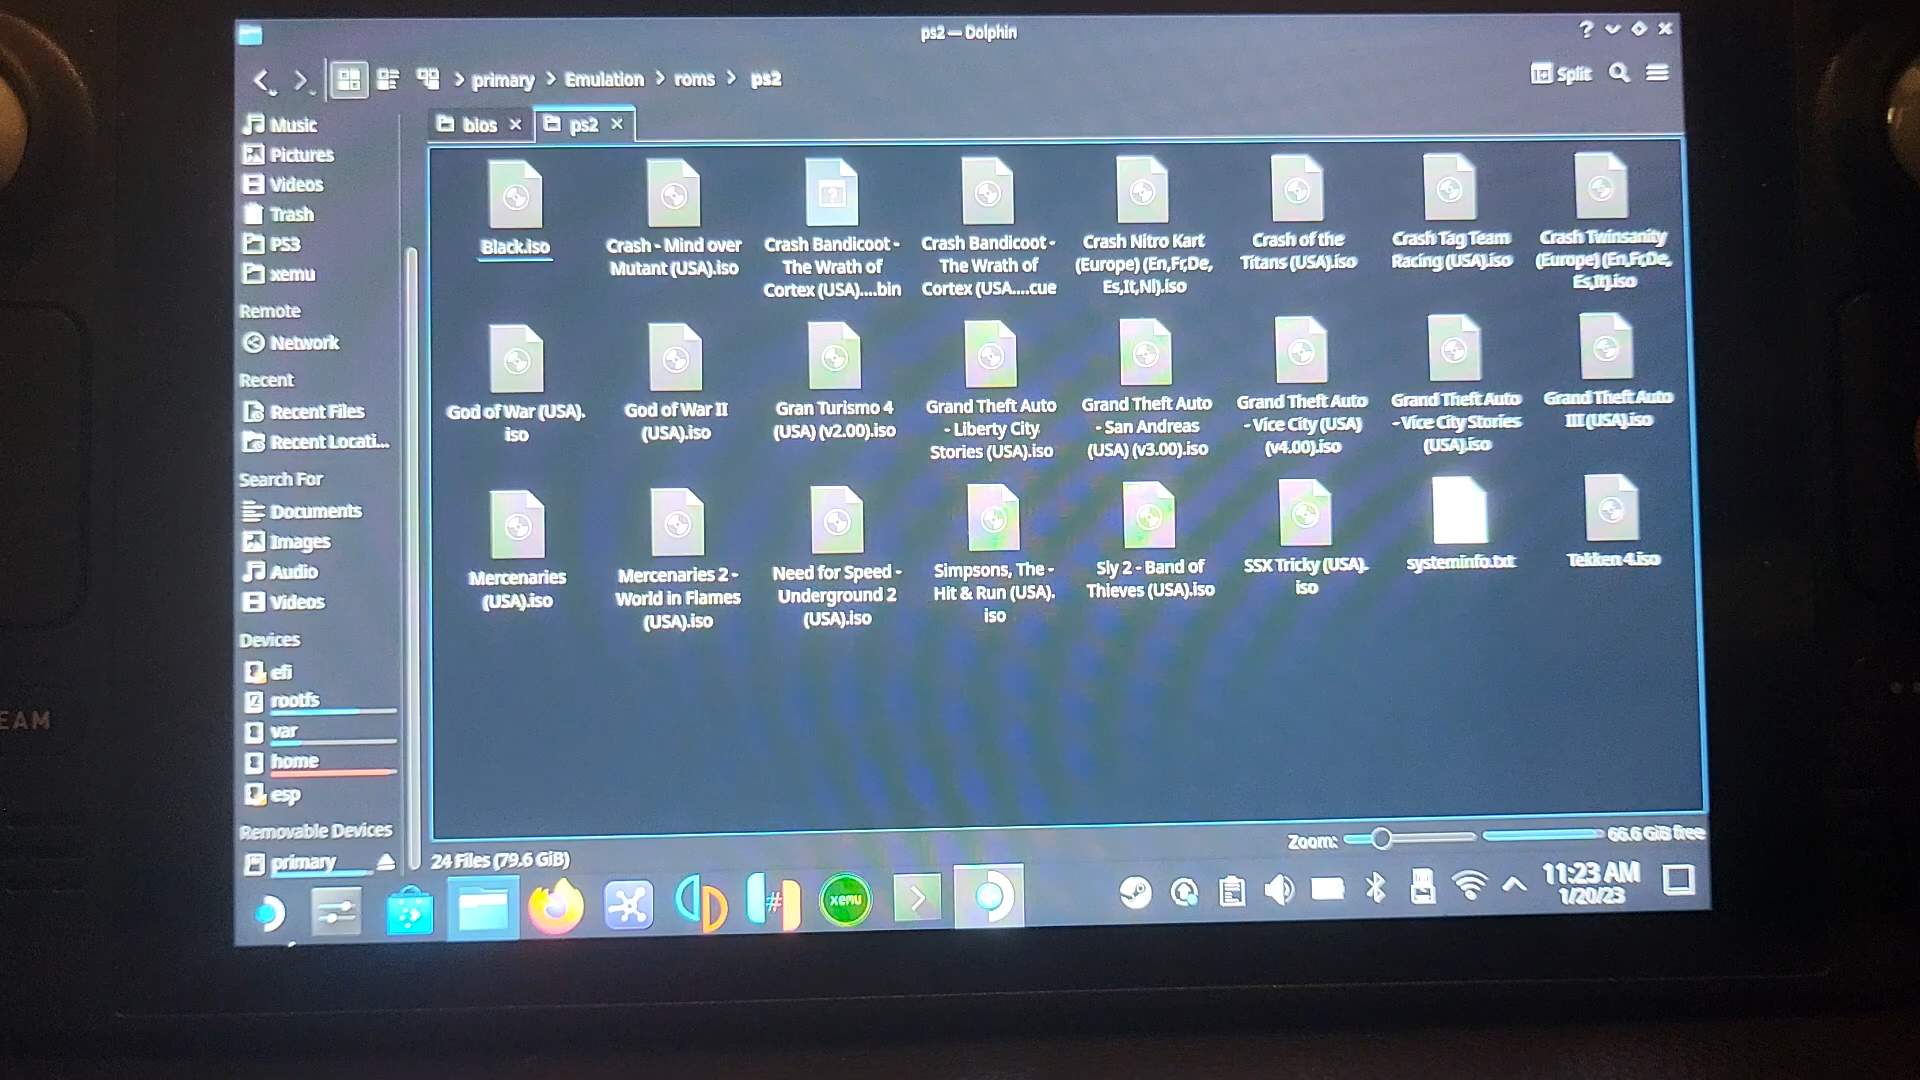 ps2 — Dolphin
primary > Emulation > roms > ps2
Split
Music
Pictures
Videos
Trash
PS3
xemu
Remote
Network
Recent
Recent Files
Recent Locati...
Search For
Documents
Images
Audio
Videos
Devices
efi
rootfs
var
home
esp
Removable Devices
primary
bios
ps2
Black.iso
Crash - Mind over
Mutant (USA).iso
Crash Bandicoot -
The Wrath of
Cortex (USA)....bin
Crash Bandicoot -
The Wrath of
Cortex (USA....cue
Crash Nitro Kart
(Europe) (En,Fr,De,
Es,It,Nl).iso
Crash of the
Titans (USA).iso
Crash Tag Team
Racing (USA).iso
Crash Twinsanity
(Europe) (En,Fr,De,
Es,It).iso
God of War (USA).
iso
God of War II
(USA).iso
Gran Turismo 4
(USA) (v2.00).iso
Grand Theft Auto
- Liberty City
Stories (USA).iso
Grand Theft Auto
- San Andreas
(USA) (v3.00).iso
Grand Theft Auto
- Vice City (USA)
(v4.00).iso
Grand Theft Auto
- Vice City Stories
(USA).iso
Grand Theft Auto
III (USA).iso
Mercenaries
(USA).iso
Mercenaries 2 -
World in Flames
(USA).iso
Need for Speed -
Underground 2
(USA).iso
Simpsons, The -
Hit & Run (USA).
iso
Sly 2 - Band of
Thieves (USA).iso
SSX Tricky (USA).
iso
systeminfo.txt
Tekken 4.iso
24 Files (79.6 GiB)
Zoom:
66.6 GiB free
xemu
11:23 AM
1/20/23
EAM